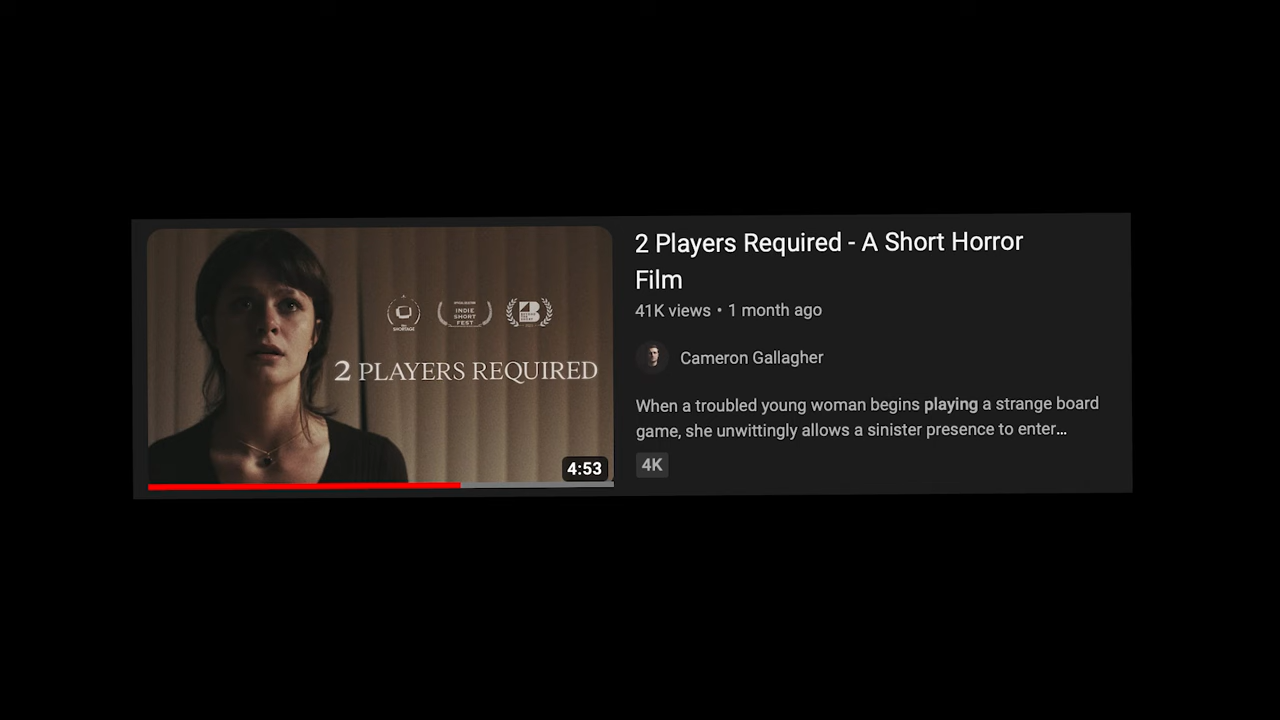 2 Players Required - A Short Horror
Film
41K views • 1 month ago
Cameron Gallagher
When a troubled young woman begins playing a strange board
game, she unwittingly allows a sinister presence to enter...
4K
INDIE
SHORT
FEST
SHORTAGE
2 PLAYERS REQUIRED
4:53